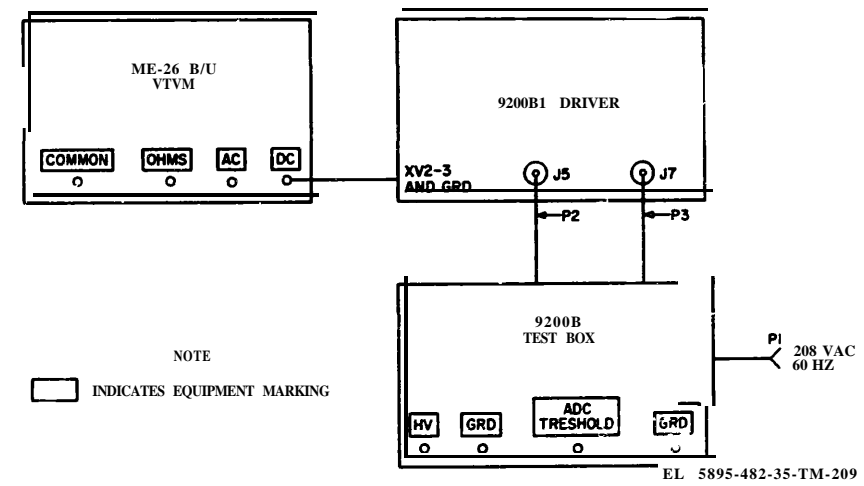 ME-26 B/U
VTVM
COMMON
OHMS
AC
DC
9200B1 DRIVER
XV2-3
AND GRD
J5
J7
P2
P3
9200B
TEST BOX
P1
208 VAC
60 HZ
NOTE
INDICATES EQUIPMENT MARKING
HV
GRD
ADC
TRESHOLD
GRD
EL 5895-482-35-TM-209